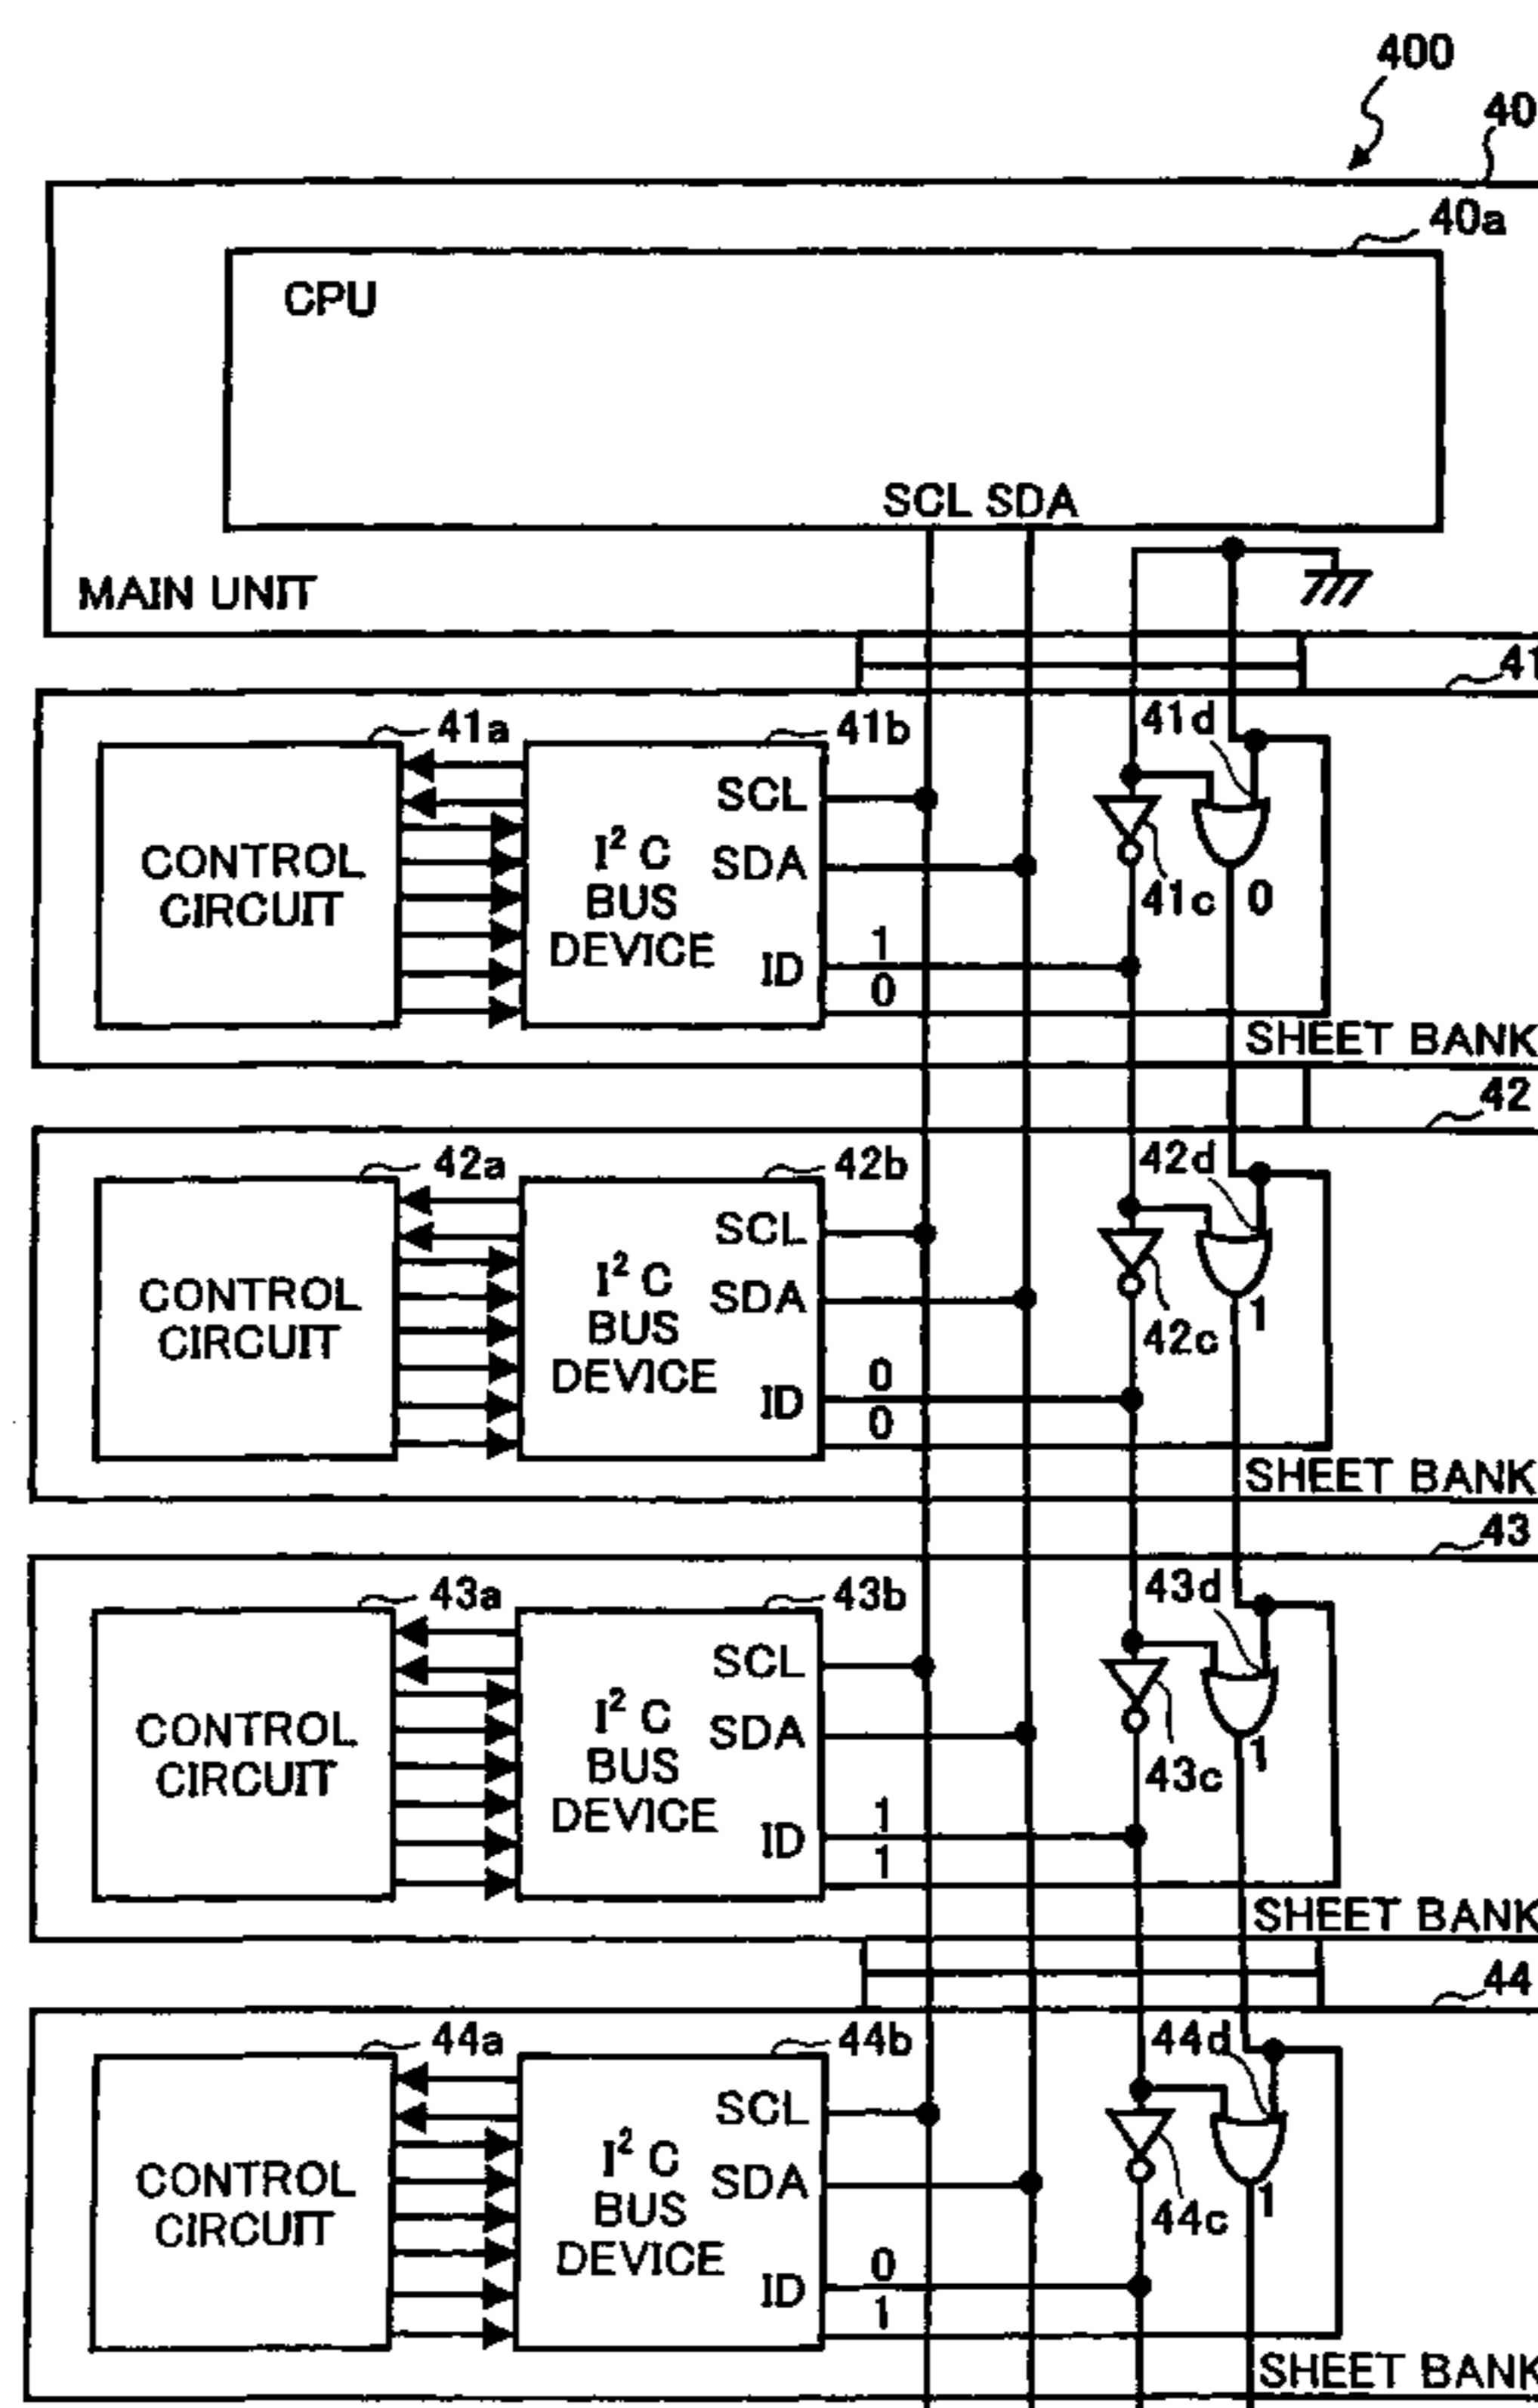 400
40
40a
CPU
SCL SDA
MAIN UNIT
41
41a
41b
41d
CONTROL
CIRCUIT
I² C
BUS
DEVICE
SCL
SDA
ID
1
0
41c
0
SHEET BANK
42
42a
42b
42d
CONTROL
CIRCUIT
I² C
BUS
DEVICE
SCL
SDA
ID
0
0
42c
1
SHEET BANK
43
43a
43b
43d
CONTROL
CIRCUIT
I² C
BUS
DEVICE
SCL
SDA
ID
1
1
43c
1
SHEET BANK
44
44a
44b
44d
CONTROL
CIRCUIT
I² C
BUS
DEVICE
SCL
SDA
ID
0
1
44c
1
SHEET BANK